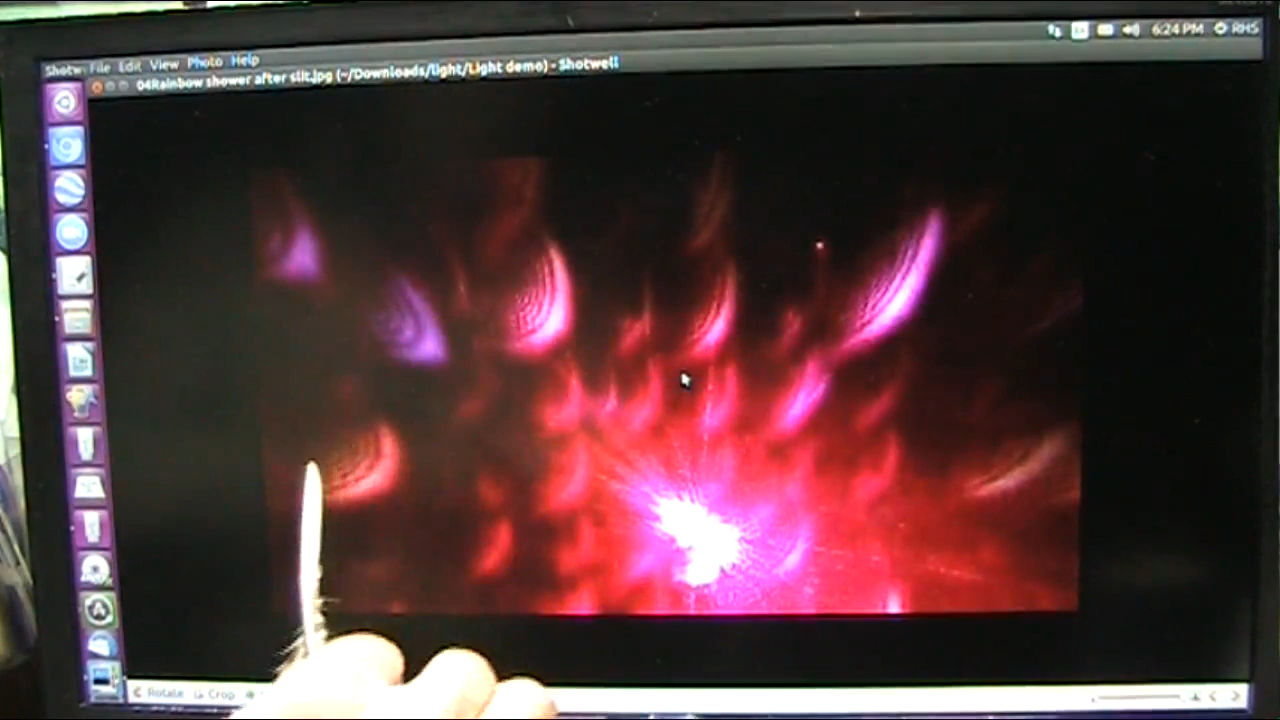 6:24 PM RHS
Shotw File Edit View Photo Help
04Rainbow shower after slit.jpg (~/Downloads/light/Light demo) - Shotwell
Rotate Crop